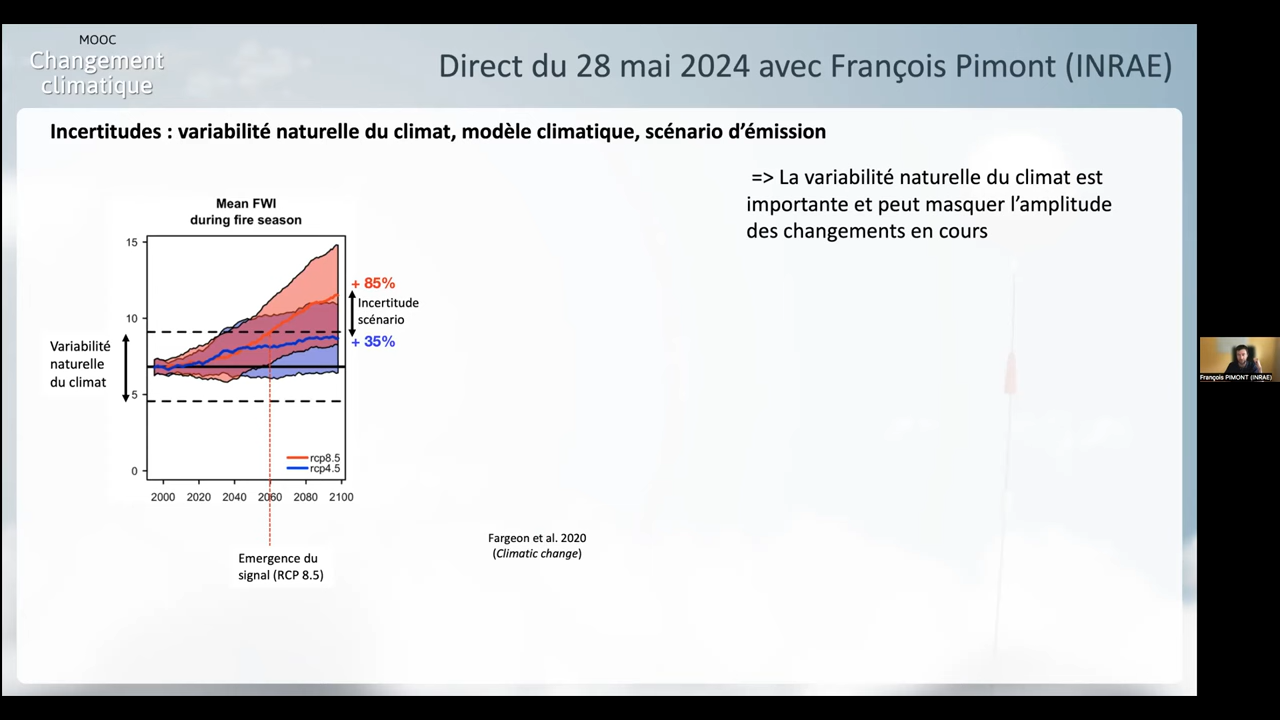 MOOC
Changement
climatique
Direct du 28 mai 2024 avec François Pimont (INRAE)
Incertitudes : variabilité naturelle du climat, modèle climatique, scénario d’émission
=> La variabilité naturelle du climat est
importante et peut masquer l’amplitude
des changements en cours
Mean FWI
during fire season
15
10
5
0
+ 85%
Incertitude
scénario
+ 35%
Variabilité
naturelle
du climat
rcp8.5
rcp4.5
2000 2020 2040 2060 2080 2100
Emergence du
signal (RCP 8.5)
Fargeon et al. 2020
(Climatic change)
François PIMONT (INRAE)